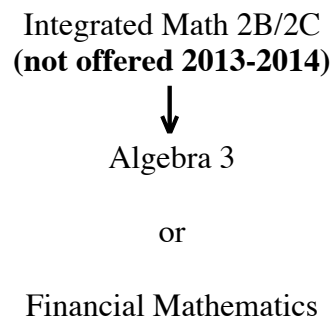 Integrated Math 2B/2C
(not offered 2013-2014)
Algebra 3
or
Financial Mathematics